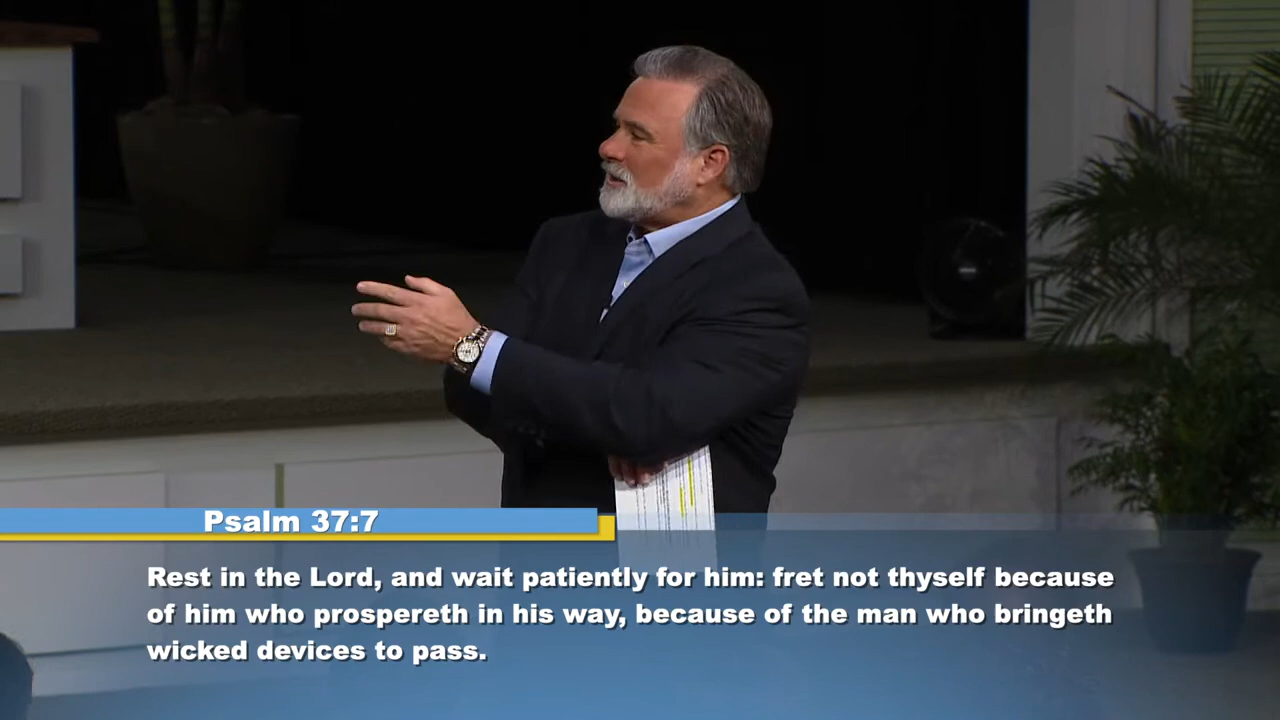 Psalm 37:7
Rest in the Lord, and wait patiently for him: fret not thyself because
of him who prospereth in his way, because of the man who bringeth
wicked devices to pass.